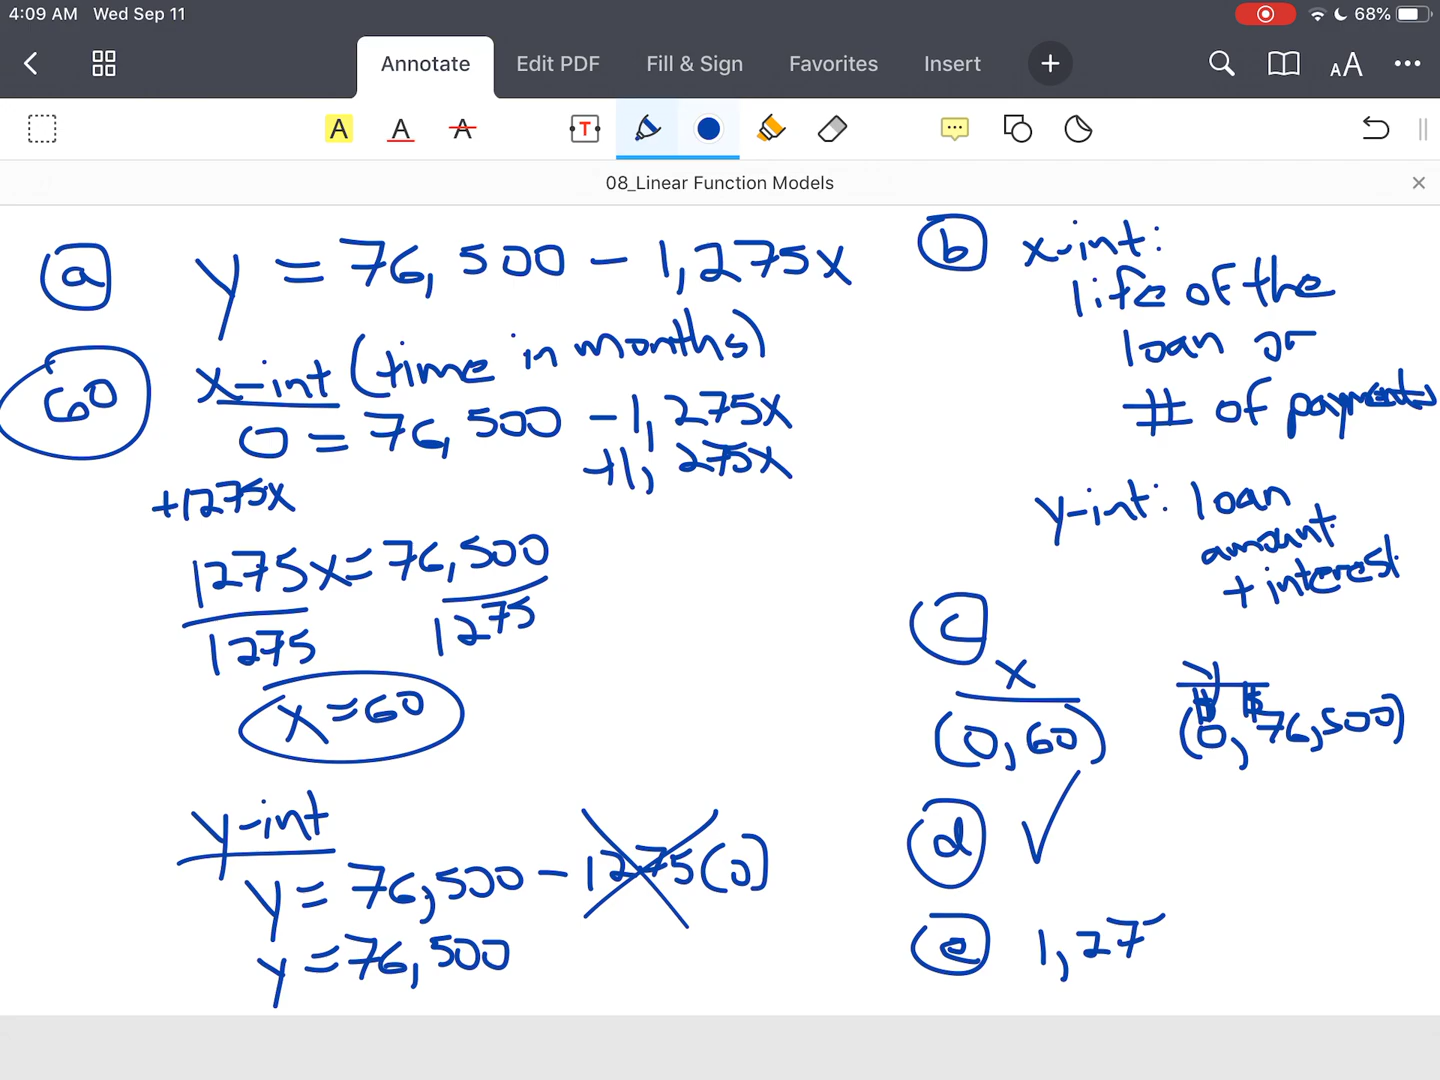 4:09 AM Wed Sep 11
68%
Annotate
Edit PDF
Fill & Sign
Favorites
Insert
AA
A
A
A
T
08_Linear Function Models
a y = 76,500 - 1,275x
60
x-int (time in months)
0 = 76,500 - 1,275x
+1,275x
+1275x
1275x = 76,500
1275 1275
x = 60
y-int
y = 76,500 - 1275(0)
y = 76,500
b x-int:
life of the
loan or
# of payments
y-int: loan
amount
+ interest
c
x y
(0, 60) ($0, $76,500)
d ✓
e 1,27